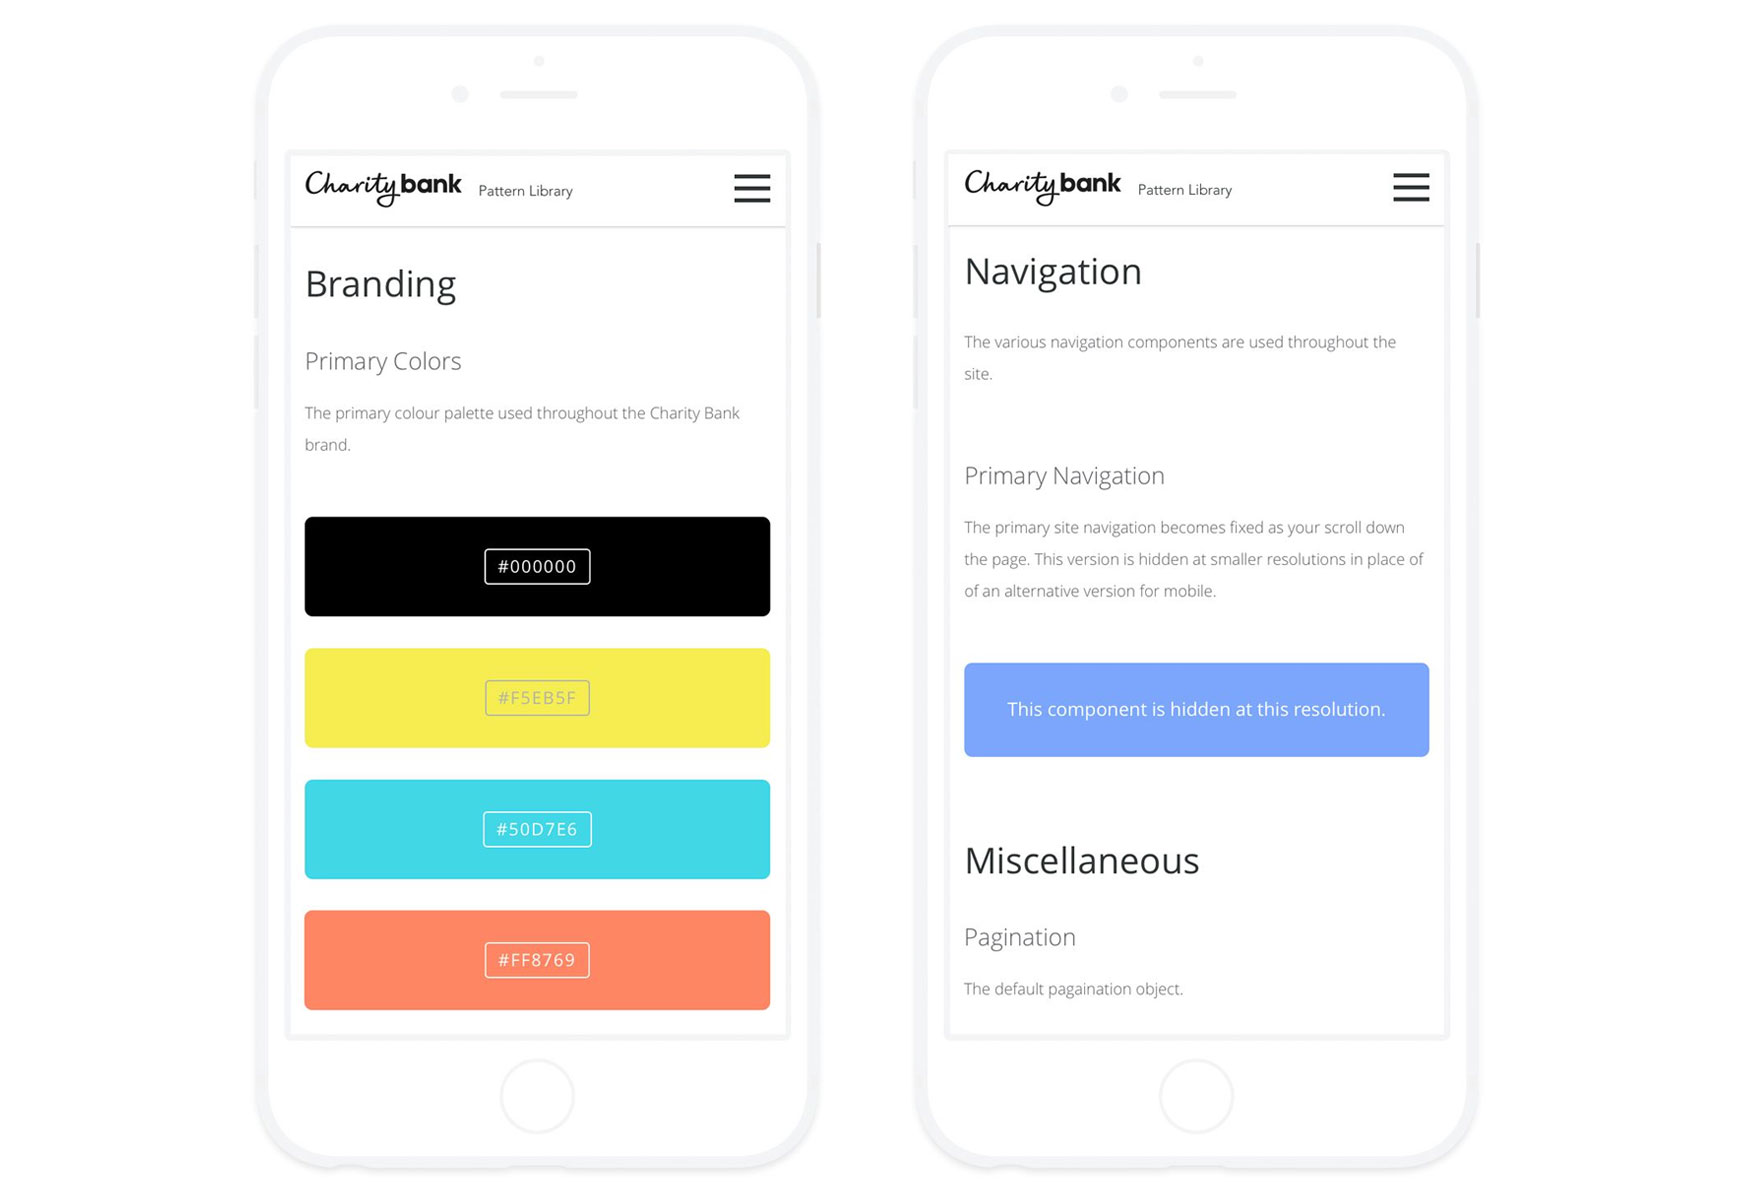 Charity bank Pattern Library
Branding
Primary Colors
The primary colour palette used throughout the Charity Bank
brand.
#000000
#F5EB5F
#50D7E6
#FF8769
Charity bank Pattern Library
Navigation
The various navigation components are used throughout the
site.
Primary Navigation
The primary site navigation becomes fixed as your scroll down
the page. This version is hidden at smaller resolutions in place of
of an alternative version for mobile.
This component is hidden at this resolution.
Miscellaneous
Pagination
The default pagaination object.